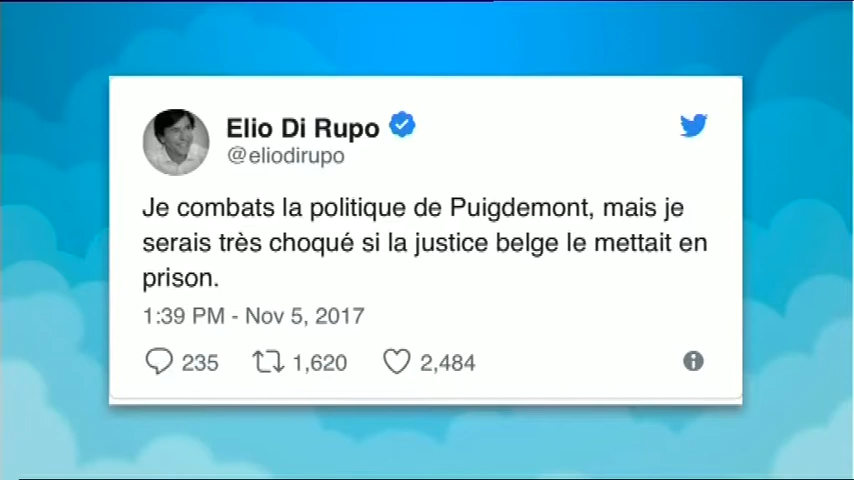 Elio Di Rupo
@eliodirupo
Je combats la politique de Puigdemont, mais je
serais très choqué si la justice belge le mettait en
prison.
1:39 PM - Nov 5, 2017
235 1,620 2,484